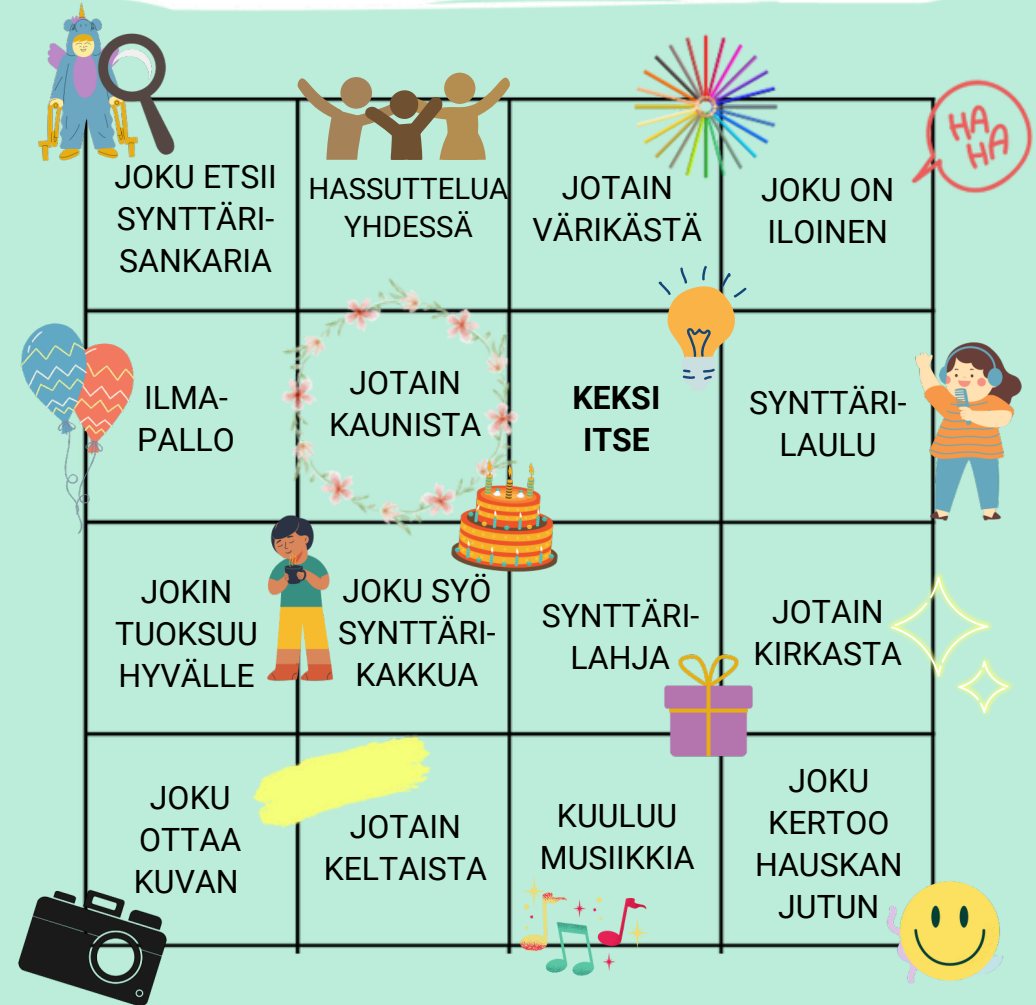 JOKU ETSII
SYNTTÄRI-
SANKARIA
HASSUTTELUA
YHDESSÄ
JOTAIN
VÄRIKÄSTÄ
JOKU ON
ILOINEN
HA
HA
ILMA-
PALLO
JOTAIN
KAUNISTA
KEKSI
ITSE
SYNTTÄRI-
LAULU
JOKIN
TUOKSUU
HYVÄLLE
JOKU SYÖ
SYNTTÄRI-
KAKKUA
SYNTTÄRI-
LAHJA
JOTAIN
KIRKASTA
JOKU
OTTAA
KUVAN
JOTAIN
KELTAISTA
KUULUU
MUSIIKKIA
JOKU
KERTOO
HAUSKAN
JUTUN